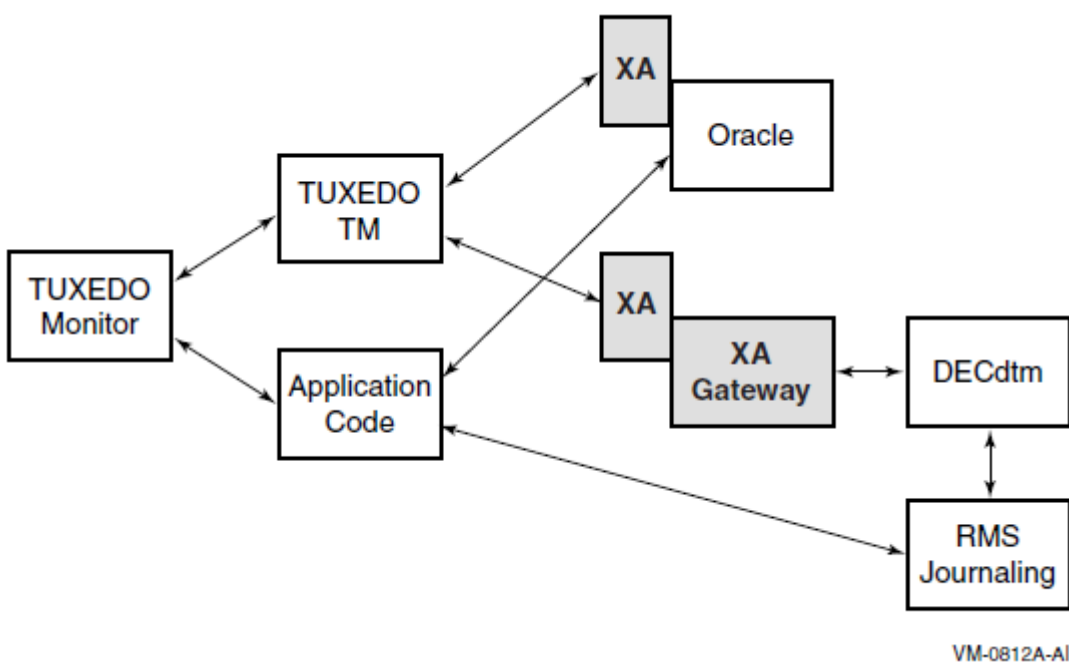 XA
Oracle
TUXEDO
TM
TUXEDO
Monitor
XA
XA
Gateway
DECdtm
Application
Code
RMS
Journaling
VM-0812A-AI